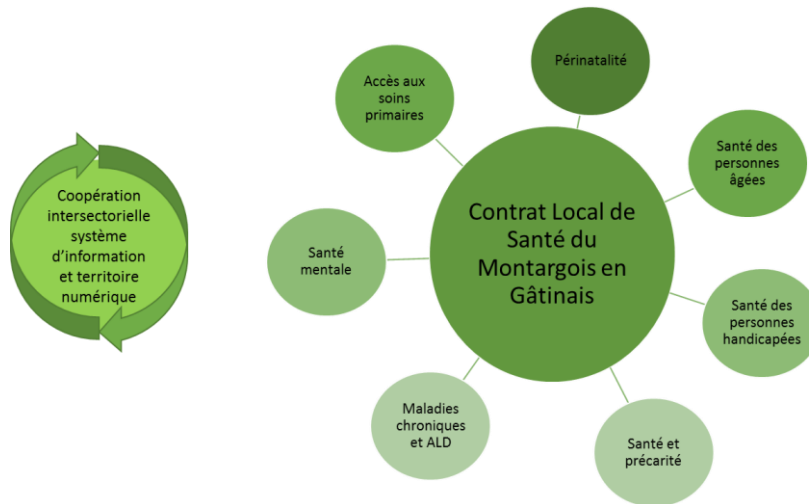 Périnatalité
Accès aux
soins
primaires
Santé des
personnes
âgées
Coopération
intersectorielle
système
d'information
et territoire
numérique
Contrat Local de
Santé du
Montargois en
Gâtinais
Santé
mentale
Santé des
personnes
handicapées
Maladies
chroniques
et ALD
Santé et
précarité